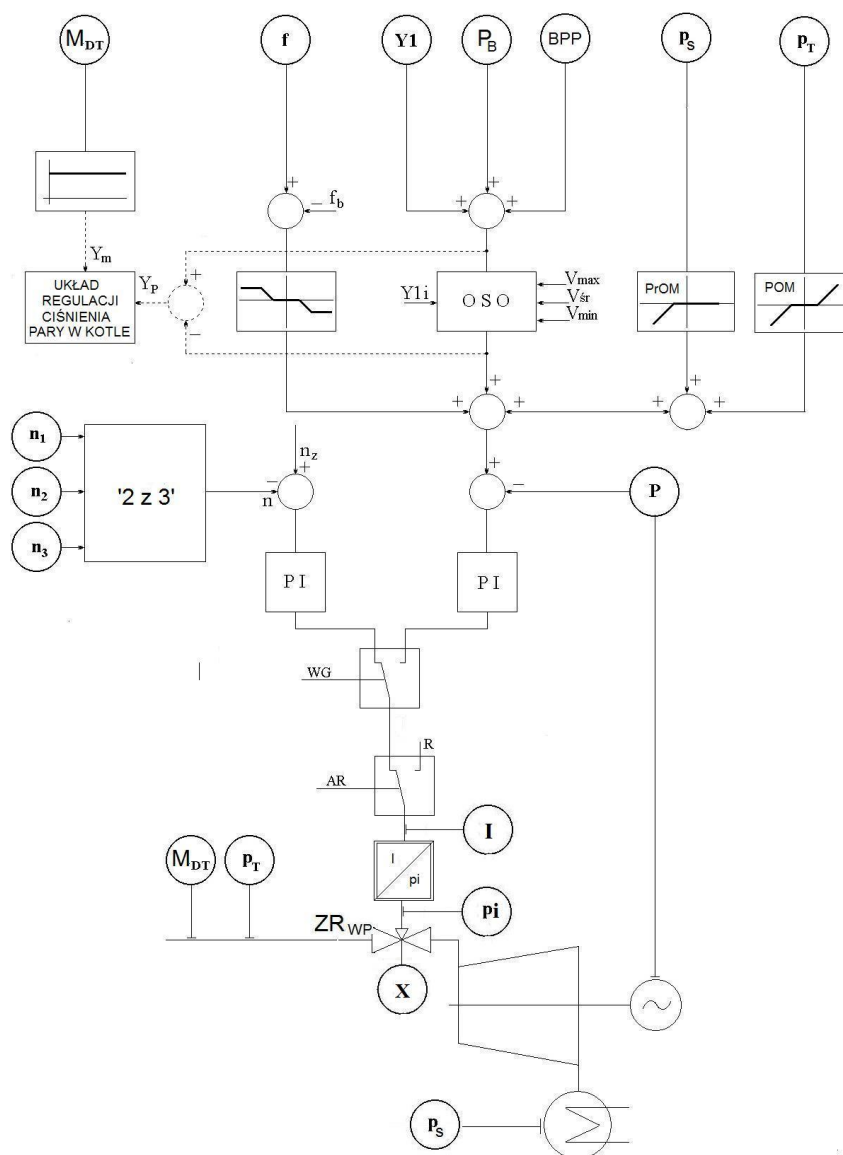 M_DT
f
Y1
P_B
BPP
p_S
p_T
+
− f_b
+
+
+
Y_m
UKŁAD
REGULACJI
CIŚNIENIA
PARY W KOTLE
Y_P
+
−
Y1i
O S O
V_max
V_śr
V_min
PrOM
POM
+
+
+
+
+
+
n_1
n_2
n_3
'2 z 3'
n_z
+
−
n
+
−
P
P I
P I
WG
R
AR
I
M_DT
p_T
I
pi
pi
ZR_WP
X
~
p_S